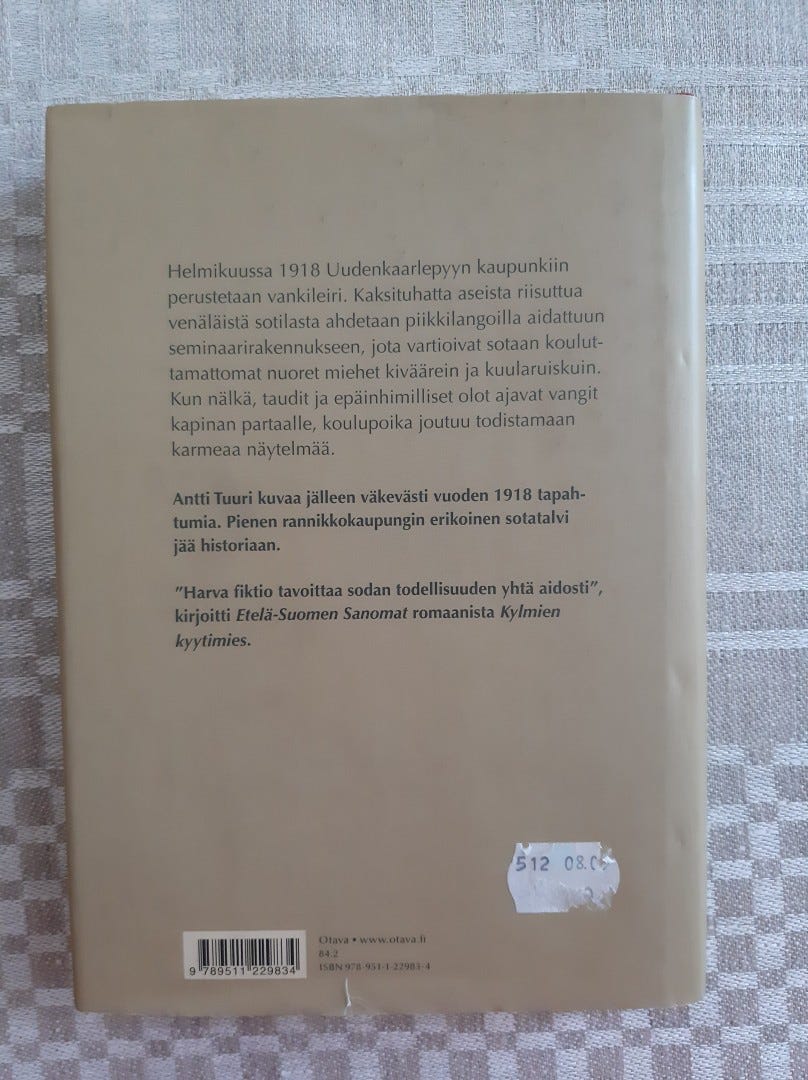 Helmikuussa 1918 Uudenkaarlepyyn kaupunkiin
perustetaan vankileiri. Kaksituhatta aseista riisuttua
venäläistä sotilasta ahdetaan piikkilangoilla aidattuun
seminaarirakennukseen, jota vartioivat sotaan koulut-
tamattomat nuoret miehet kiväärein ja kuularuiskuin.
Kun nälkä, taudit ja epäinhimilliset olot ajavat vangit
kapinan partaalle, koulupoika joutuu todistamaan
karmeaa näytelmää.
Antti Tuuri kuvaa jälleen väkevästi vuoden 1918 tapah-
tumia. Pienen rannikkokaupungin erikoinen sotatalvi
jää historiaan.
”Harva fiktio tavoittaa sodan todellisuuden yhtä aidosti”,
kirjoitti Etelä-Suomen Sanomat romaanista Kylmien
kyytimies.
512 08.0
9 789511 229834
Otava • www.otava.fi
84.2
ISBN 978-951-1-22983-4